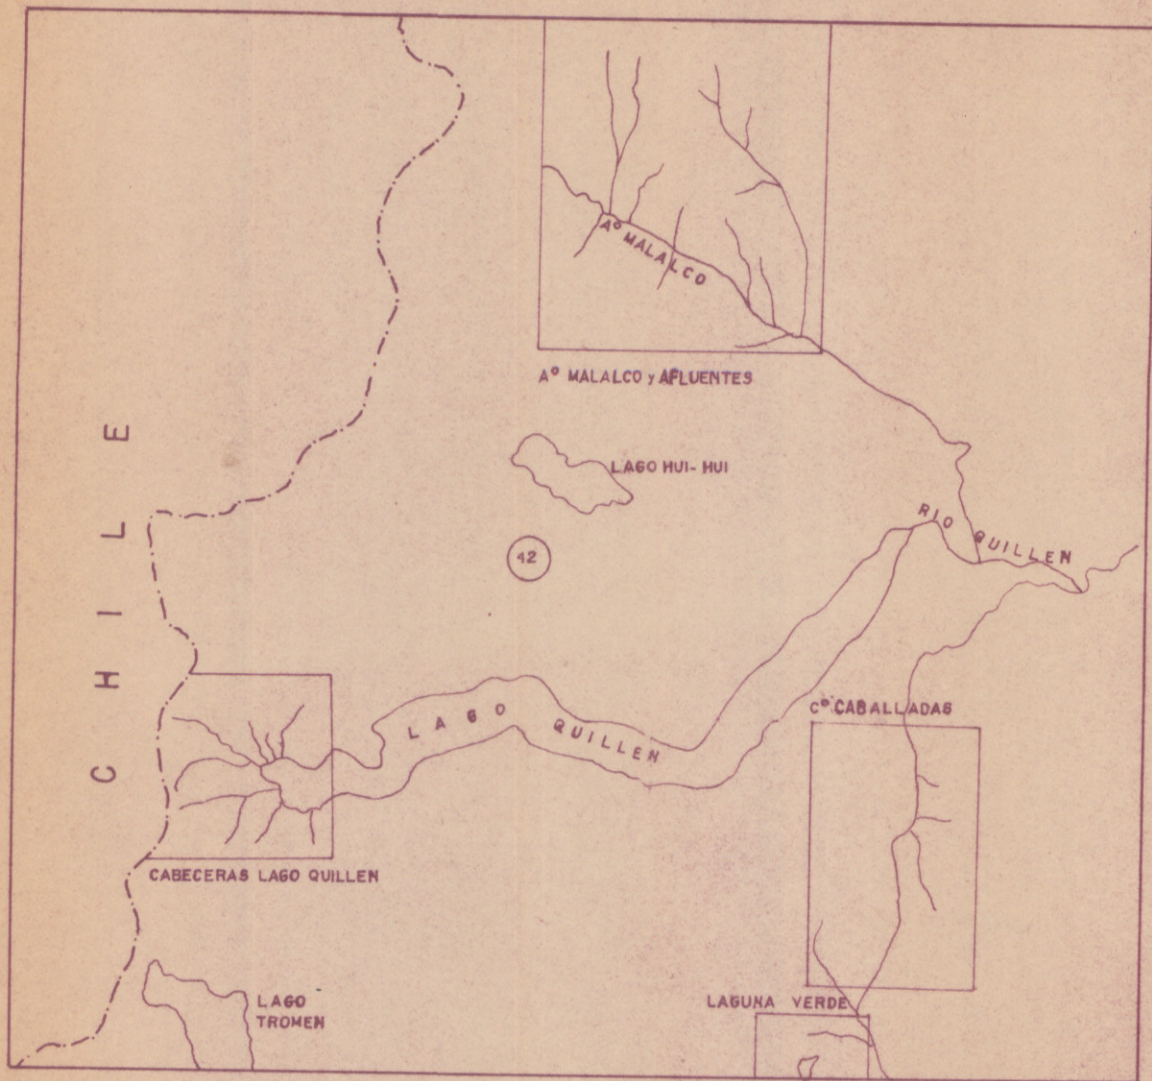 Aº MALALCO
Aº MALALCO y AFLUENTES
LAGO HUI-HUI
CHILE
RIO QUILLEN
42
LAGO QUILLEN
Cº CABALLADAS
CABECERAS LAGO QUILLEN
LAGO
TROMEN
LAGUNA VERDE